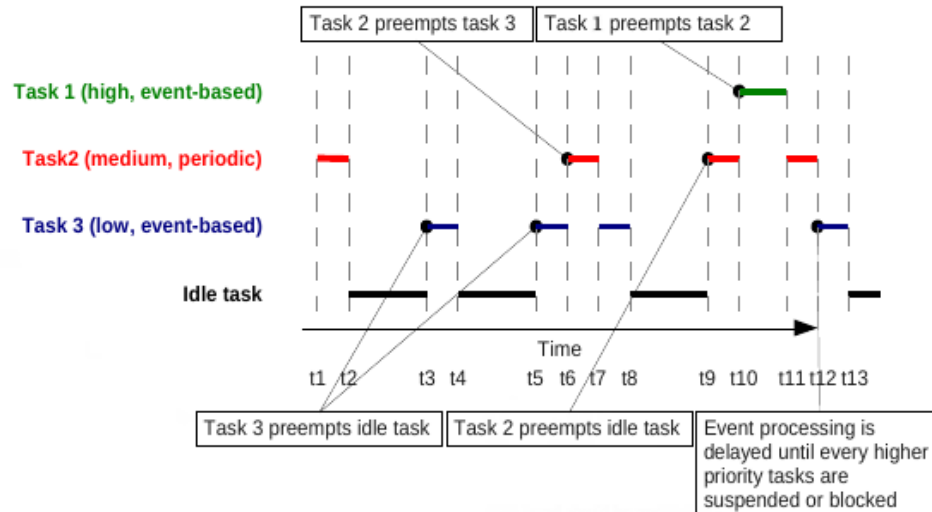 Task 2 preempts task 3
Task 1 preempts task 2
Task 1 (high, event-based)
Task2 (medium, periodic)
Task 3 (low, event-based)
Idle task
Time
t1 t2 t3 t4 t5 t6 t7 t8 t9 t10 t11 t12 t13
Task 3 preempts idle task
Task 2 preempts idle task
Event processing is
delayed until every higher
priority tasks are
suspended or blocked